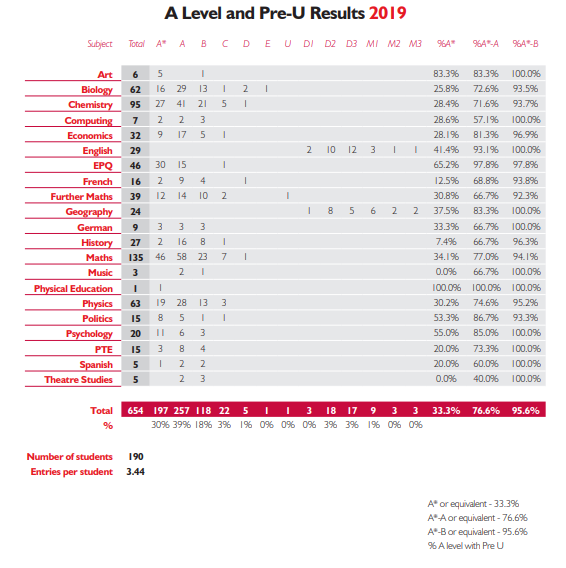 A Level and Pre-U Results 2019
Subject Total A* A B C D E U D1 D2 D3 M1 M2 M3 %A* %A*-A %A*-B
Art 6 5 1 83.3% 83.3% 100.0%
Biology 62 16 29 13 1 2 1 25.8% 72.6% 93.5%
Chemistry 95 27 41 21 5 1 28.4% 71.6% 93.7%
Computing 7 2 2 3 28.6% 57.1% 100.0%
Economics 32 9 17 5 1 28.1% 81.3% 96.9%
English 29 2 10 12 3 1 1 41.4% 93.1% 100.0%
EPQ 46 30 15 1 65.2% 97.8% 97.8%
French 16 2 9 4 1 12.5% 68.8% 93.8%
Further Maths 39 12 14 10 2 1 30.8% 66.7% 92.3%
Geography 24 1 8 5 6 2 2 37.5% 83.3% 100.0%
German 9 3 3 3 33.3% 66.7% 100.0%
History 27 2 16 8 1 7.4% 66.7% 96.3%
Maths 135 46 58 23 7 1 34.1% 77.0% 94.1%
Music 3 2 1 0.0% 66.7% 100.0%
Physical Education 1 1 100.0% 100.0% 100.0%
Physics 63 19 28 13 3 30.2% 74.6% 95.2%
Politics 15 8 5 1 1 53.3% 86.7% 93.3%
Psychology 20 11 6 3 55.0% 85.0% 100.0%
PTE 15 3 8 4 20.0% 73.3% 100.0%
Spanish 5 1 2 2 20.0% 60.0% 100.0%
Theatre Studies 5 2 3 0.0% 40.0% 100.0%
Total 654 197 257 118 22 5 1 1 3 18 17 9 3 3 33.3% 76.6% 95.6%
% 30% 39% 18% 3% 1% 0% 0% 0% 3% 3% 1% 0% 0%
Number of students 190
Entries per student 3.44
A* or equivalent - 33.3%
A*-A or equivalent - 76.6%
A*-B or equivalent - 95.6%
% A level with Pre U